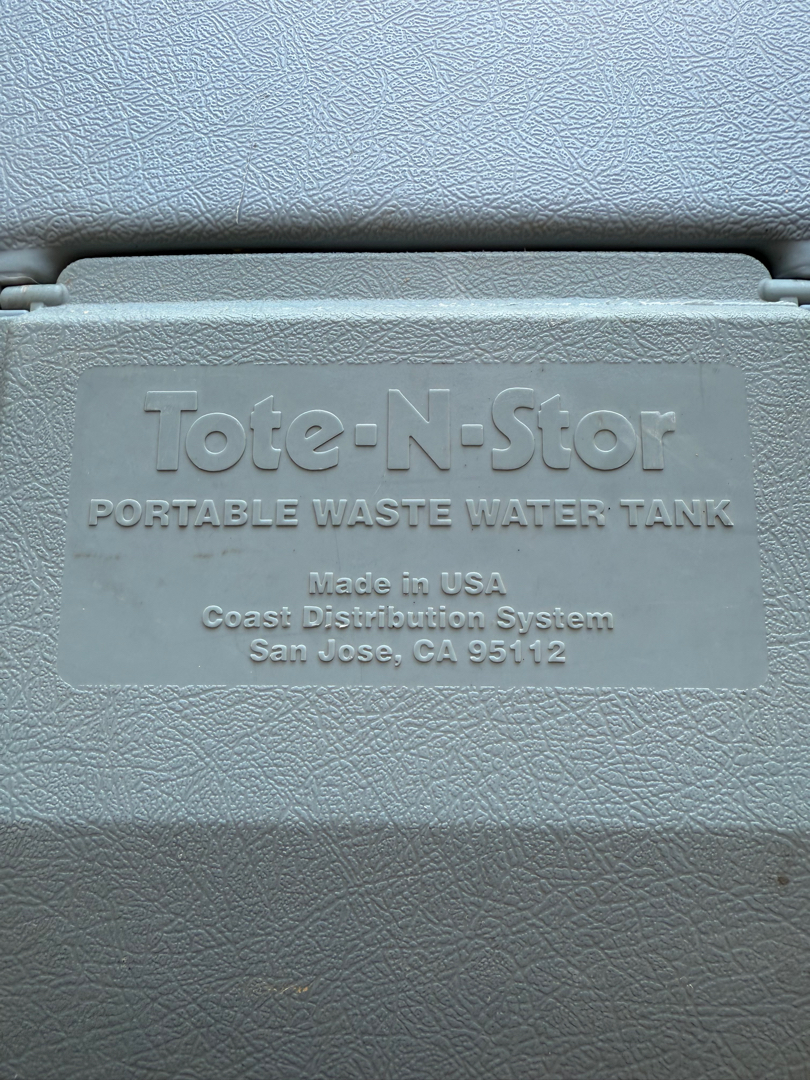 Tote-N-Stor
PORTABLE WASTE WATER TANK
Made in USA
Coast Distribution System
San Jose, CA 95112